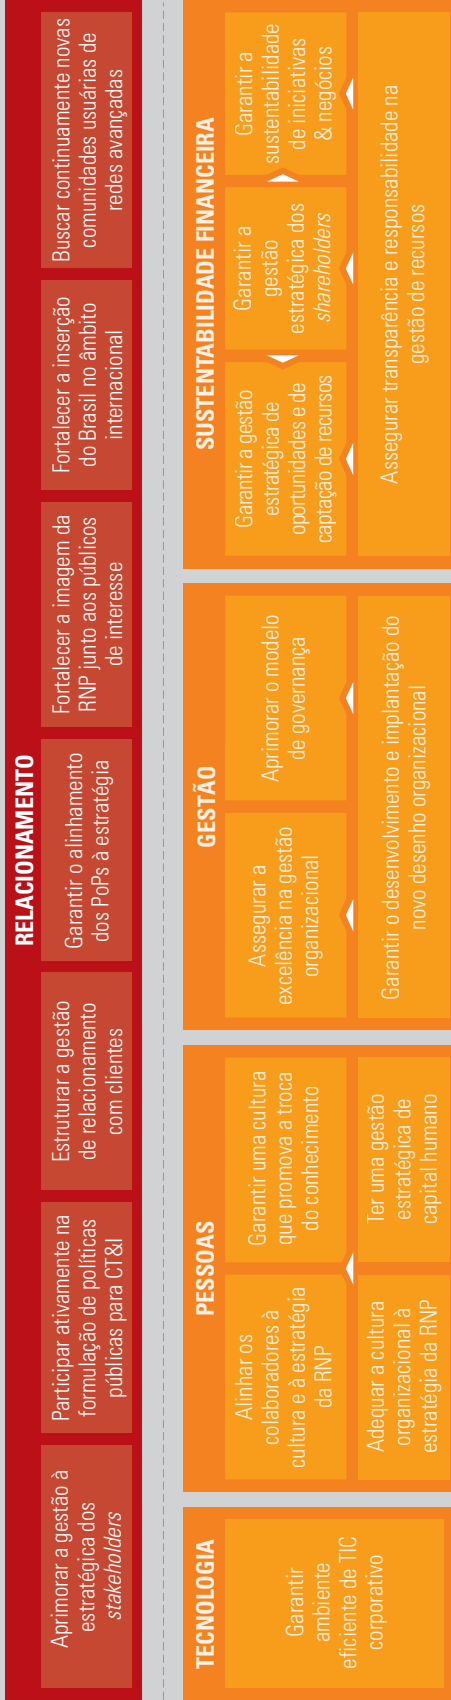 RELACIONAMENTO
Aprimorar a gestão à
estratégica dos
stakeholders
Participar ativamente na
formulação de políticas
públicas para CT&I
Estruturar a gestão
de relacionamento
com clientes
Garantir o alinhamento
dos PoPs à estratégia
Fortalecer a imagem da
RNP junto aos públicos
de interesse
Fortalecer a inserção
do Brasil no âmbito
internacional
Buscar continuamente novas
comunidades usuárias de
redes avançadas
TECNOLOGIA
Garantir
ambiente
eficiente de TIC
corporativo
PESSOAS
Alinhar os
colaboradores à
cultura e à estratégia
da RNP
Garantir uma cultura
que promova a troca
do conhecimento
Adequar a cultura
organizacional à
estratégia da RNP
Ter uma gestão
estratégica de
capital humano
GESTÃO
Assegurar a
excelência na gestão
organizacional
Aprimorar o modelo
de governança
Garantir o desenvolvimento e implantação do
novo desenho organizacional
SUSTENTABILIDADE FINANCEIRA
Garantir a gestão
estratégica de
oportunidades e de
captação de recursos
Garantir a
gestão
estratégica dos
shareholders
Garantir a
sustentabilidade
de iniciativas
& negócios
Assegurar transparência e responsabilidade na
gestão de recursos